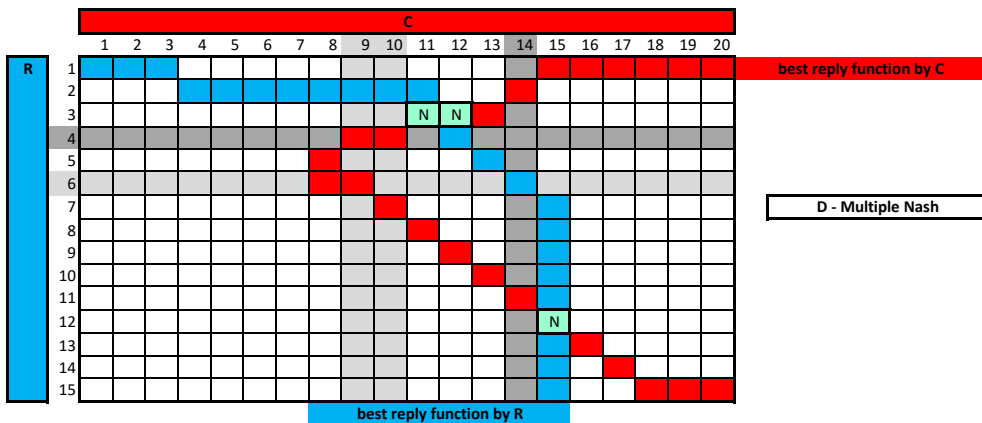 C
1 2 3 4 5 6 7 8 9 10 11 12 13 14 15 16 17 18 19 20
R 1 best reply function by C
2
3 N N
4
5
6
7 D - Multiple Nash
8
9
10
11
12 N
13
14
15
best reply function by R